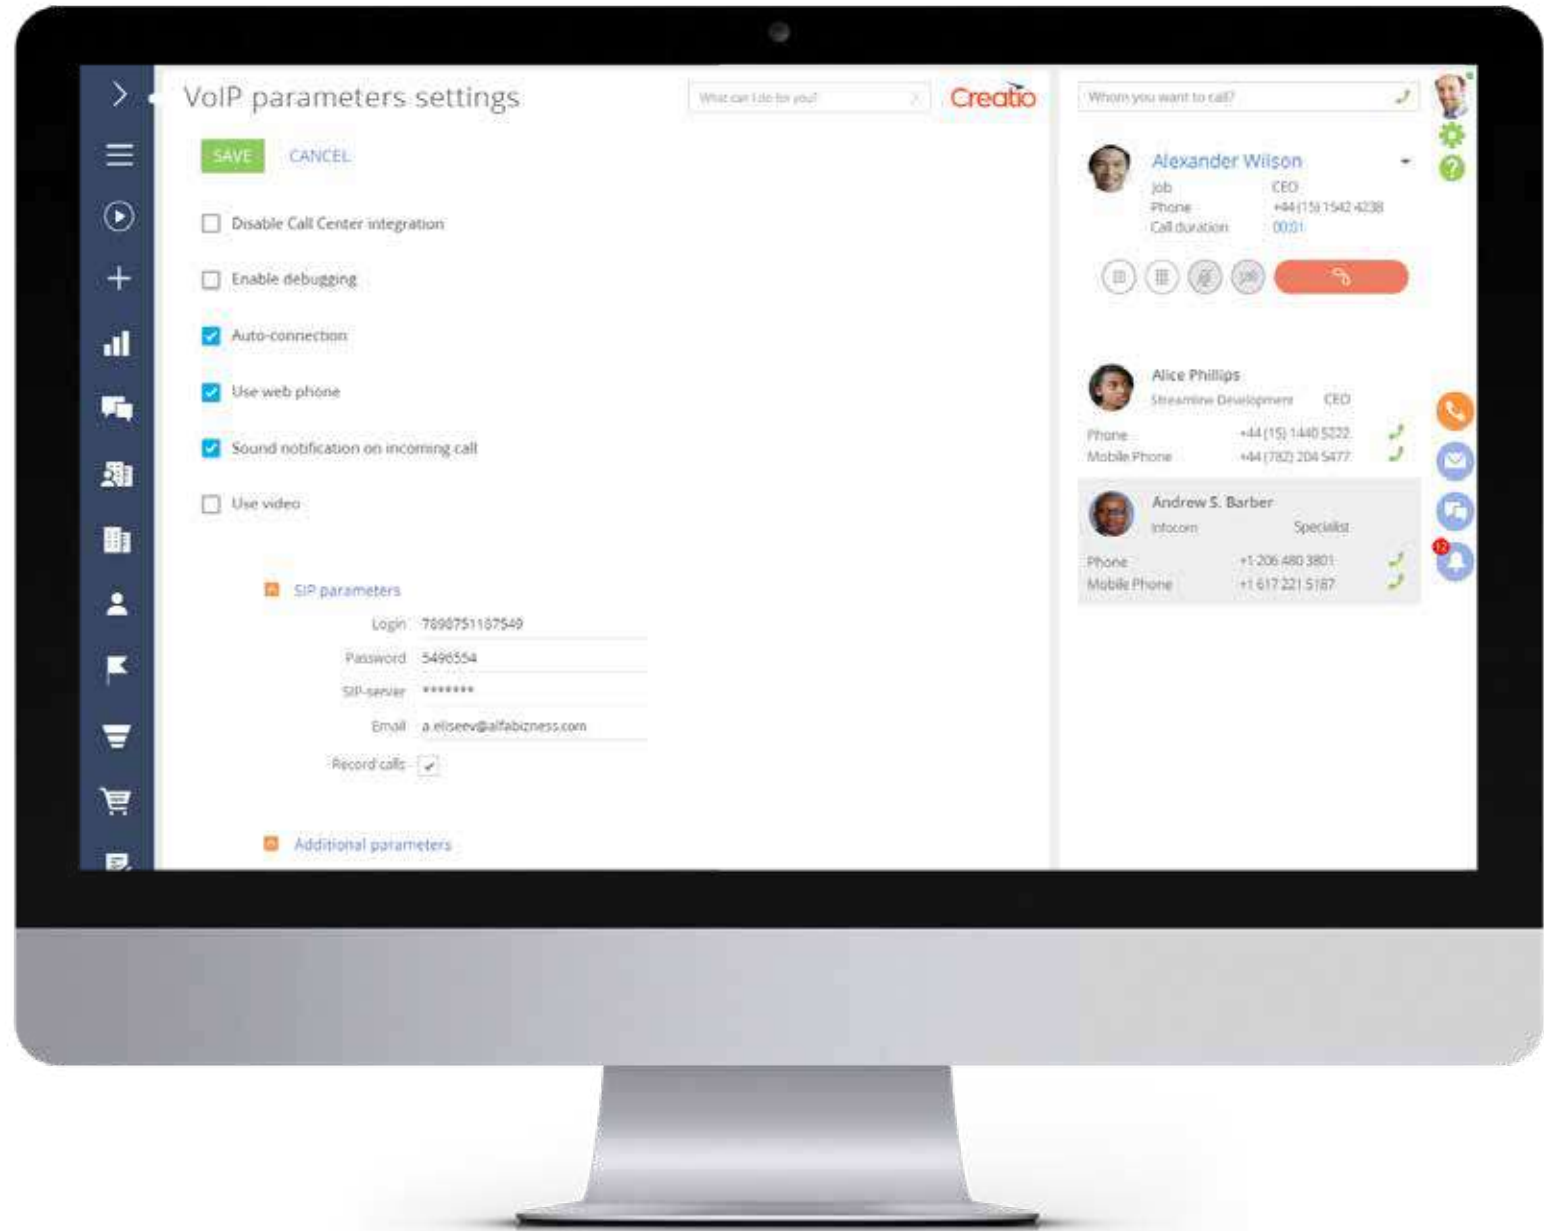 VoIP parameters settings
What can I do for you?
Creatio
SAVE CANCEL
Disable Call Center integration
Enable debugging
Auto-connection
Use web phone
Sound notification on incoming call
Use video
SIP parameters
Login 7898751187549
Password 5496554
SIP-server *******
Email a.eliseev@alfabizness.com
Record calls
Additional parameters
Whom you want to call?
Alexander Wilson
Job CEO
Phone +44 (15) 1542 4238
Call duration 00:01
Alice Phillips
Streamline Development CEO
Phone +44 (15) 1440 5222
Mobile Phone +44 (782) 204 5477
Andrew S. Barber
Infocom Specialist
Phone +1 206 480 3801
Mobile Phone +1 617 221 5187
12